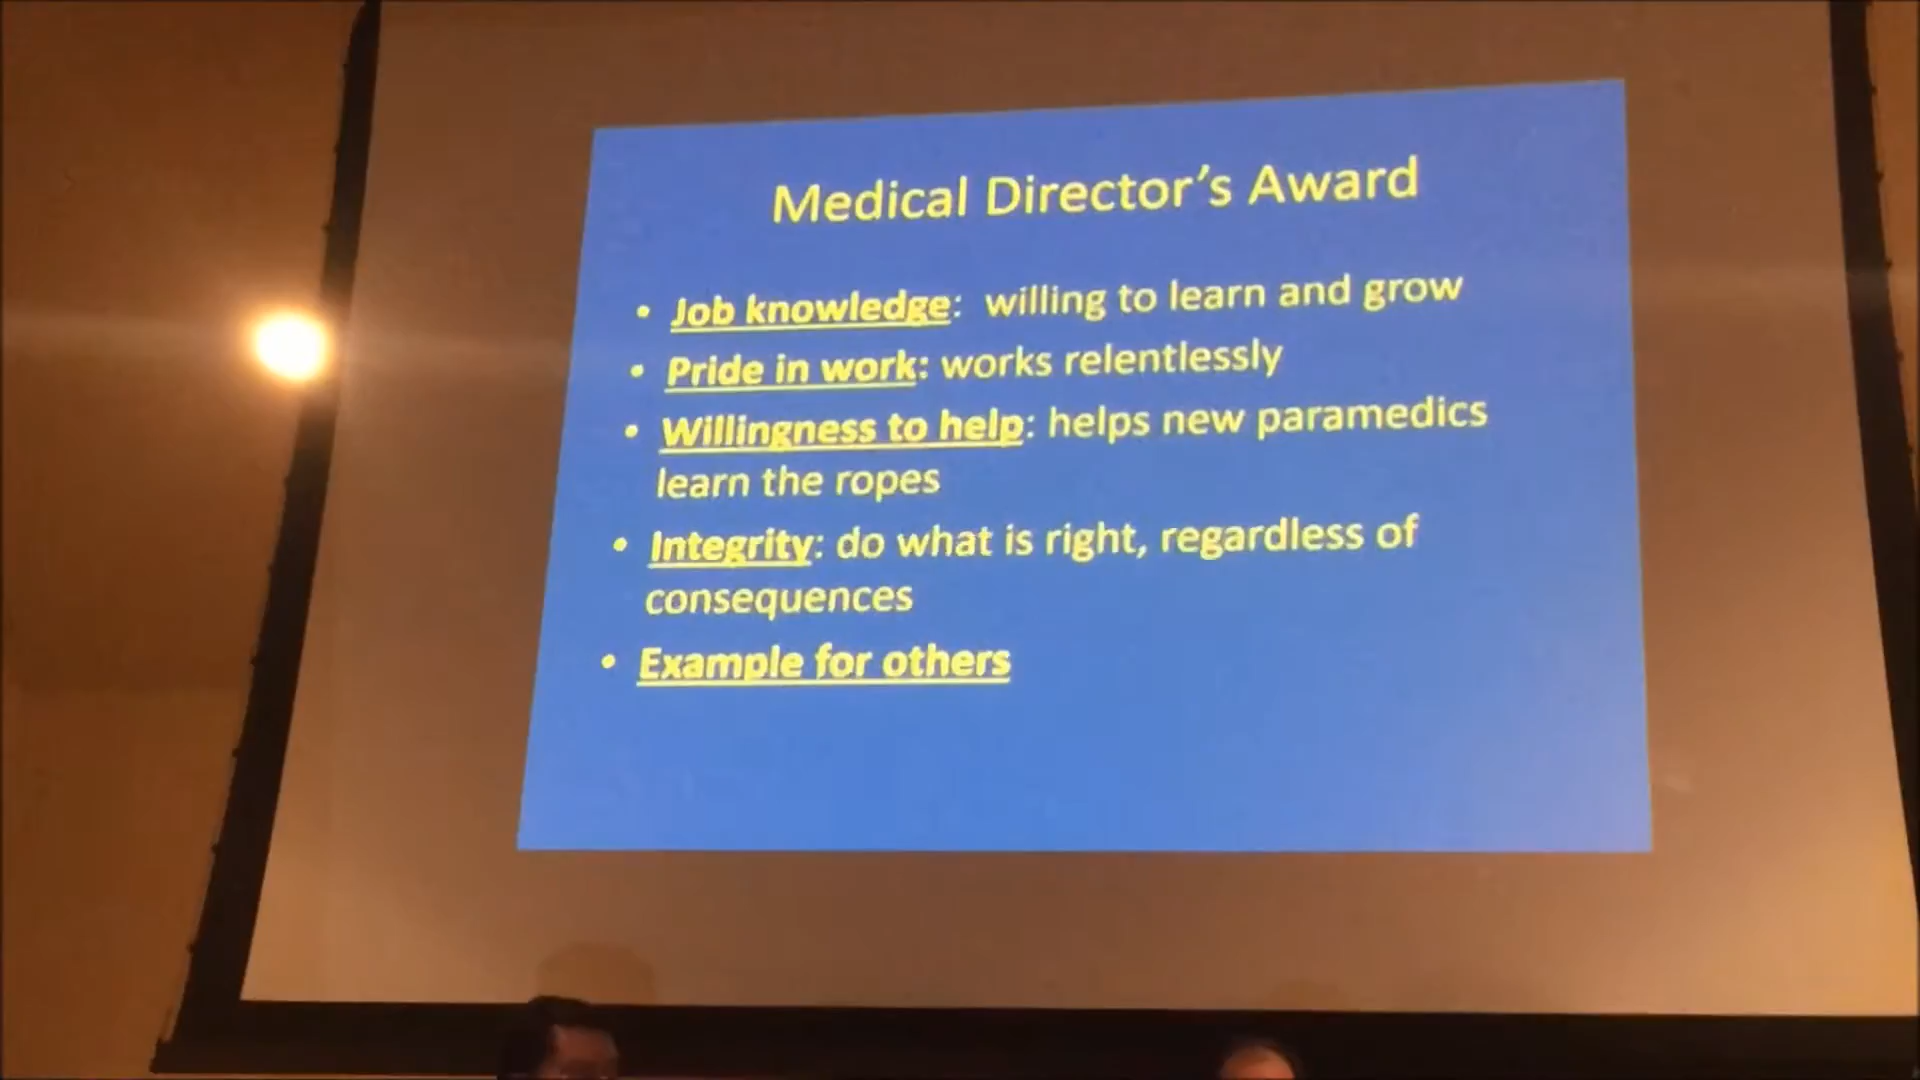 Medical Director's Award
• Job knowledge: willing to learn and grow
• Pride in work: works relentlessly
• Willingness to help: helps new paramedics
learn the ropes
• Integrity: do what is right, regardless of
consequences
• Example for others